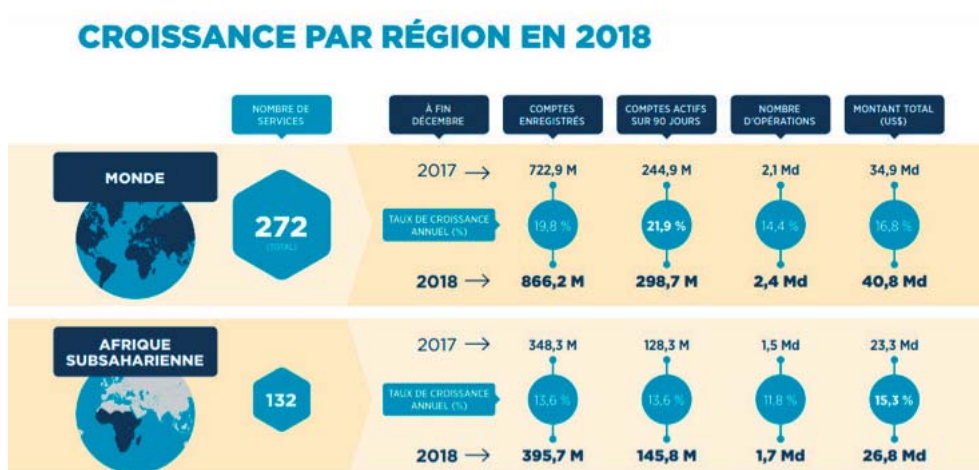 CROISSANCE PAR RÉGION EN 2018
NOMBRE DE
SERVICES
À FIN
DÉCEMBRE
COMPTES
ENREGISTRÉS
COMPTES ACTIFS
SUR 90 JOURS
NOMBRE
D'OPÉRATIONS
MONTANT TOTAL
(US$)
MONDE
272
(TOTAL)
2017 → 722,9 M 244,9 M 2,1 Md 34,9 Md
TAUX DE CROISSANCE
ANNUEL (%)
19,8 % 21,9 % 14,4 % 16,8 %
2018 → 866,2 M 298,7 M 2,4 Md 40,8 Md
AFRIQUE
SUBSAHARIENNE
132
2017 → 348,3 M 128,3 M 1,5 Md 23,3 Md
TAUX DE CROISSANCE
ANNUEL (%)
13,6 % 13,6 % 11,8 % 15,3 %
2018 → 395,7 M 145,8 M 1,7 Md 26,8 Md